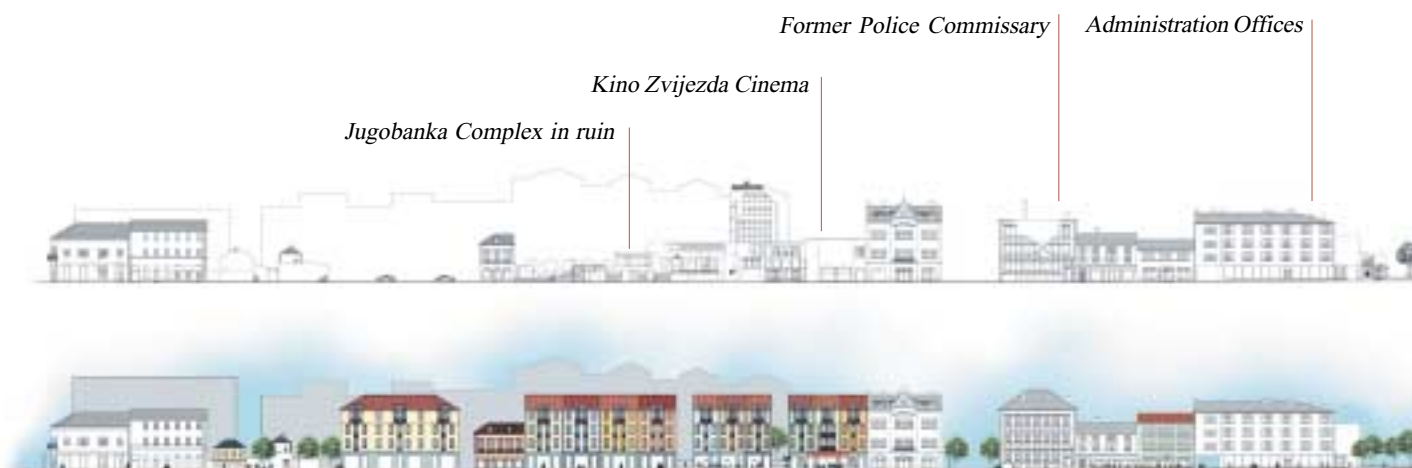 Former Police Commissary
Administration Offices
Kino Zvijezda Cinema
Jugobanka Complex in ruin